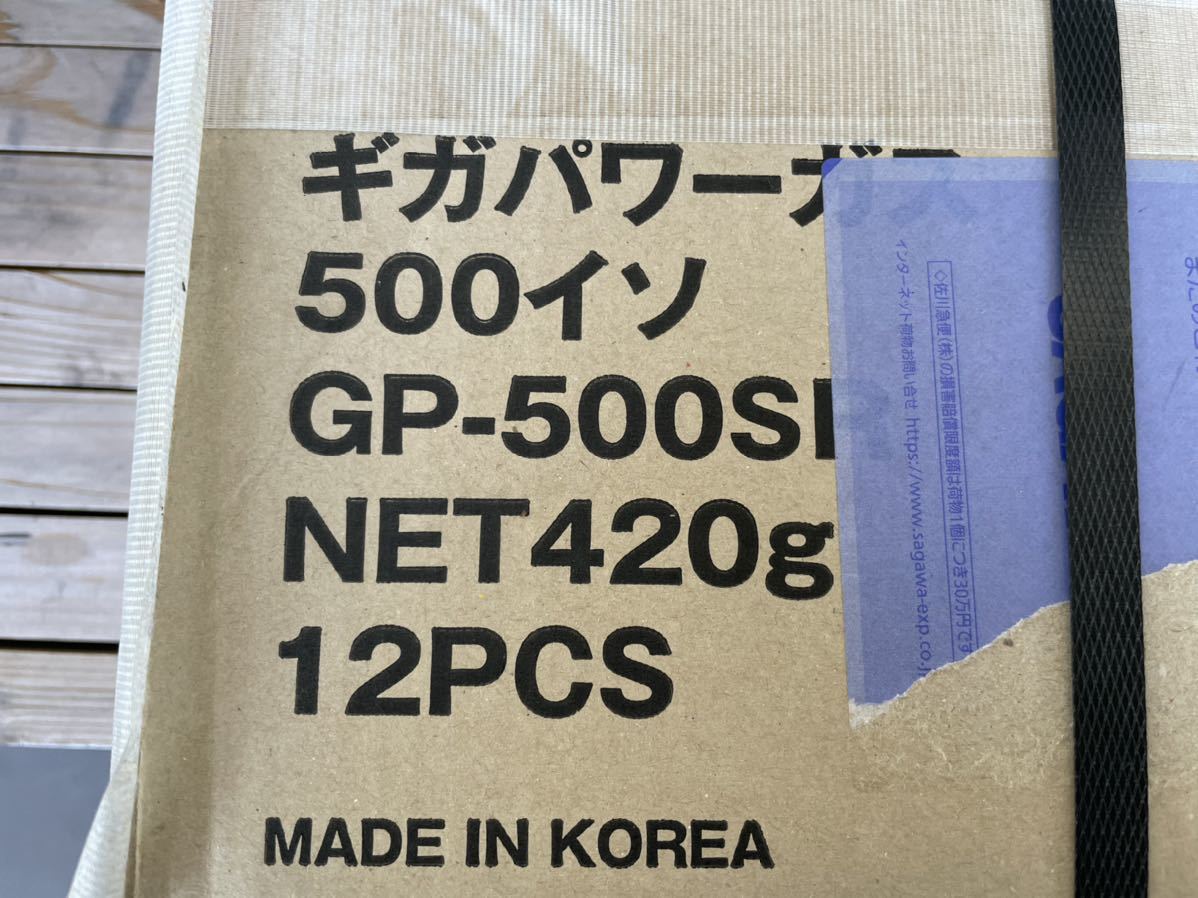 ギガパワーガス
500イソ
GP-500S
NET420g
12PCS
MADE IN KOREA
◇佐川急便(株)の損害賠償限度額は荷物1個につき30万円です
インターネット荷物お問い合せ https://www.sagawa-exp.co.j